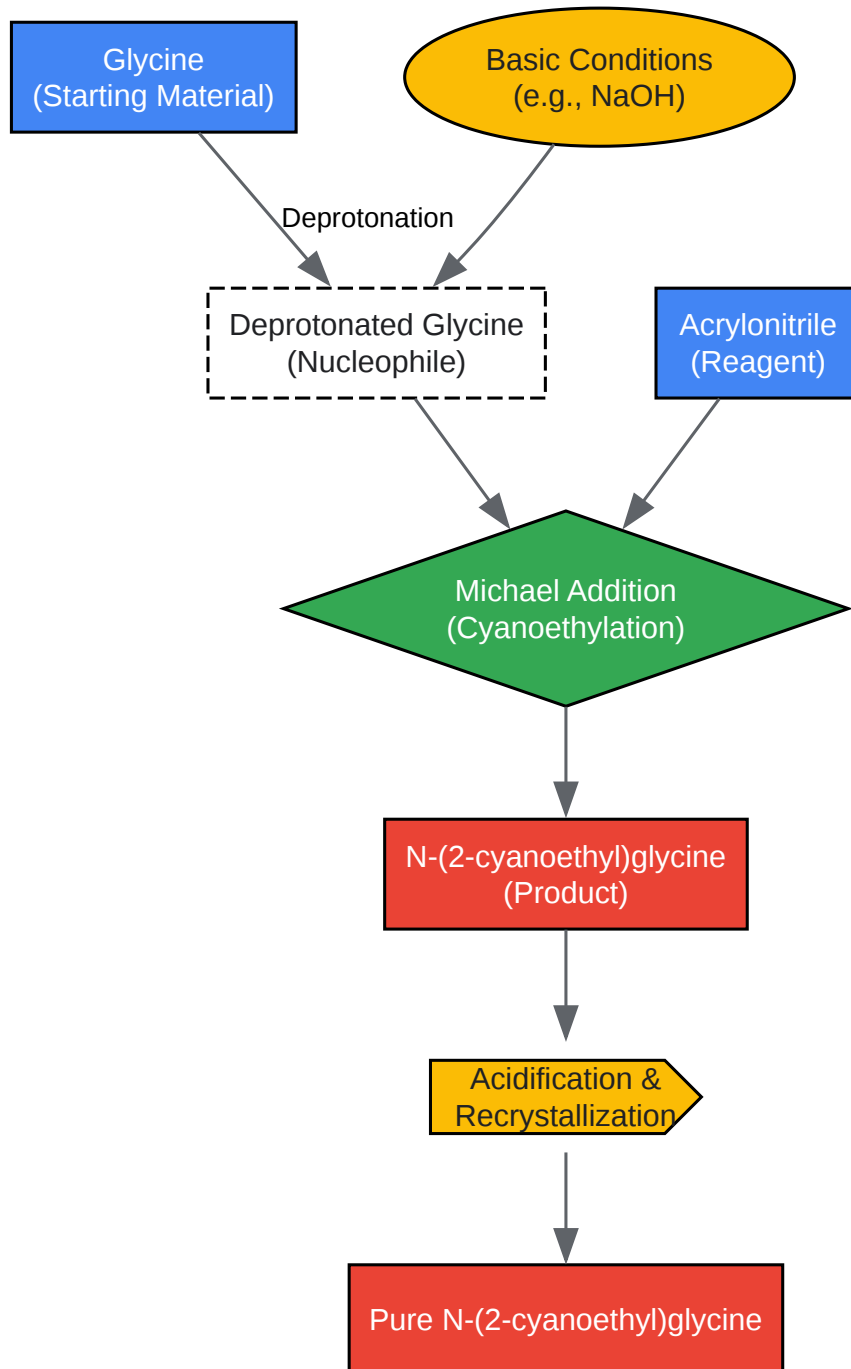 Glycine
(Starting Material)
Basic Conditions
(e.g., NaOH)
Deprotonation
Deprotonated Glycine
(Nucleophile)
Acrylonitrile
(Reagent)
Michael Addition
(Cyanoethylation)
N-(2-cyanoethyl)glycine
(Product)
Acidification &
Recrystallization
Pure N-(2-cyanoethyl)glycine